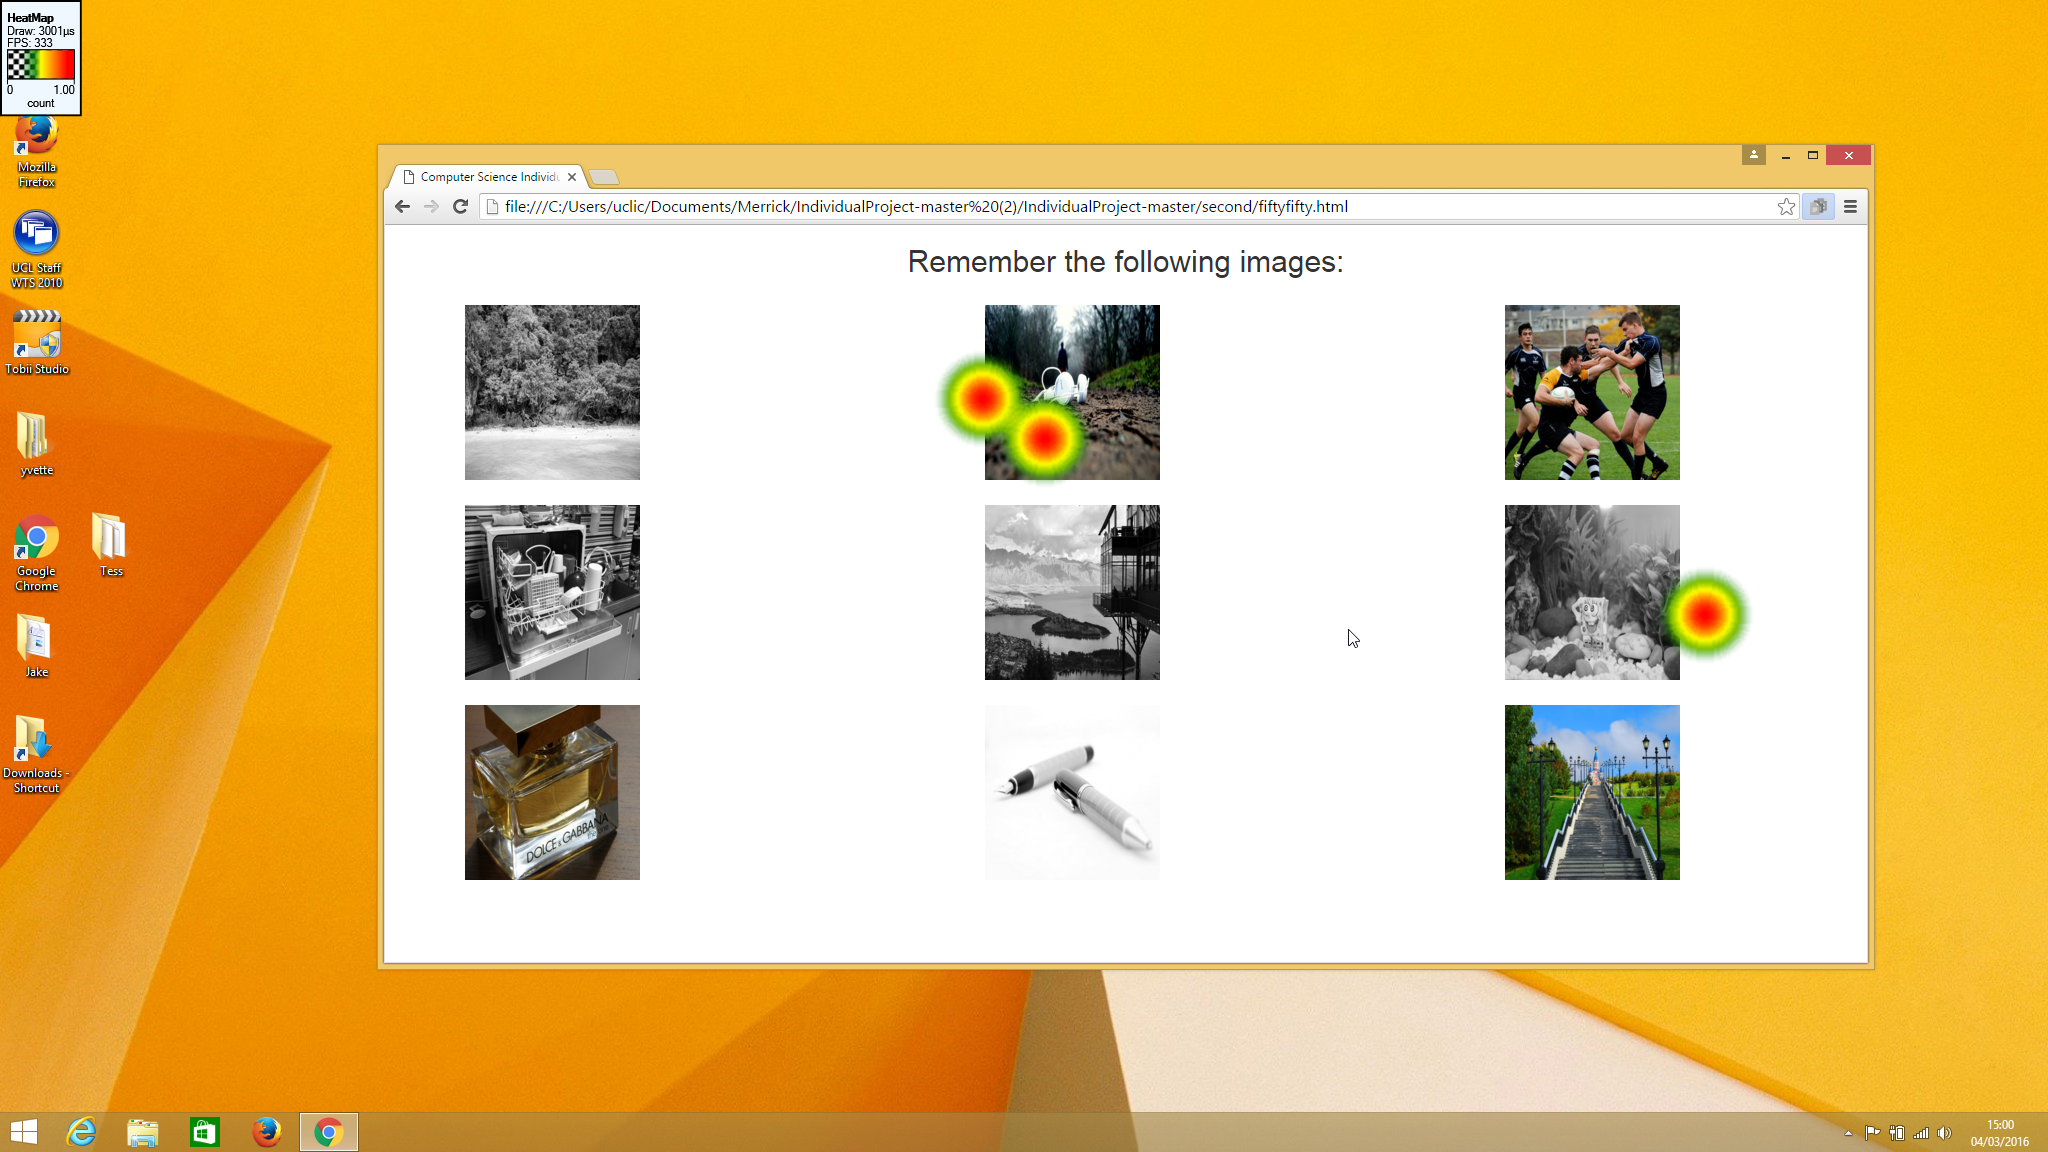 HeatMap
Draw: 3001µs
FPS: 333
0 1.00
count
Mozilla
Firefox
UCL Staff
WTS 2010
Tobii Studio
yvette
Google
Chrome
Tess
Jake
Downloads -
Shortcut
Computer Science Individu
file:///C:/Users/uclic/Documents/Merrick/IndividualProject-master%20(2)/IndividualProject-master/second/fiftyfifty.html
Remember the following images:
DOLCE & GABBANA
15:00
04/03/2016